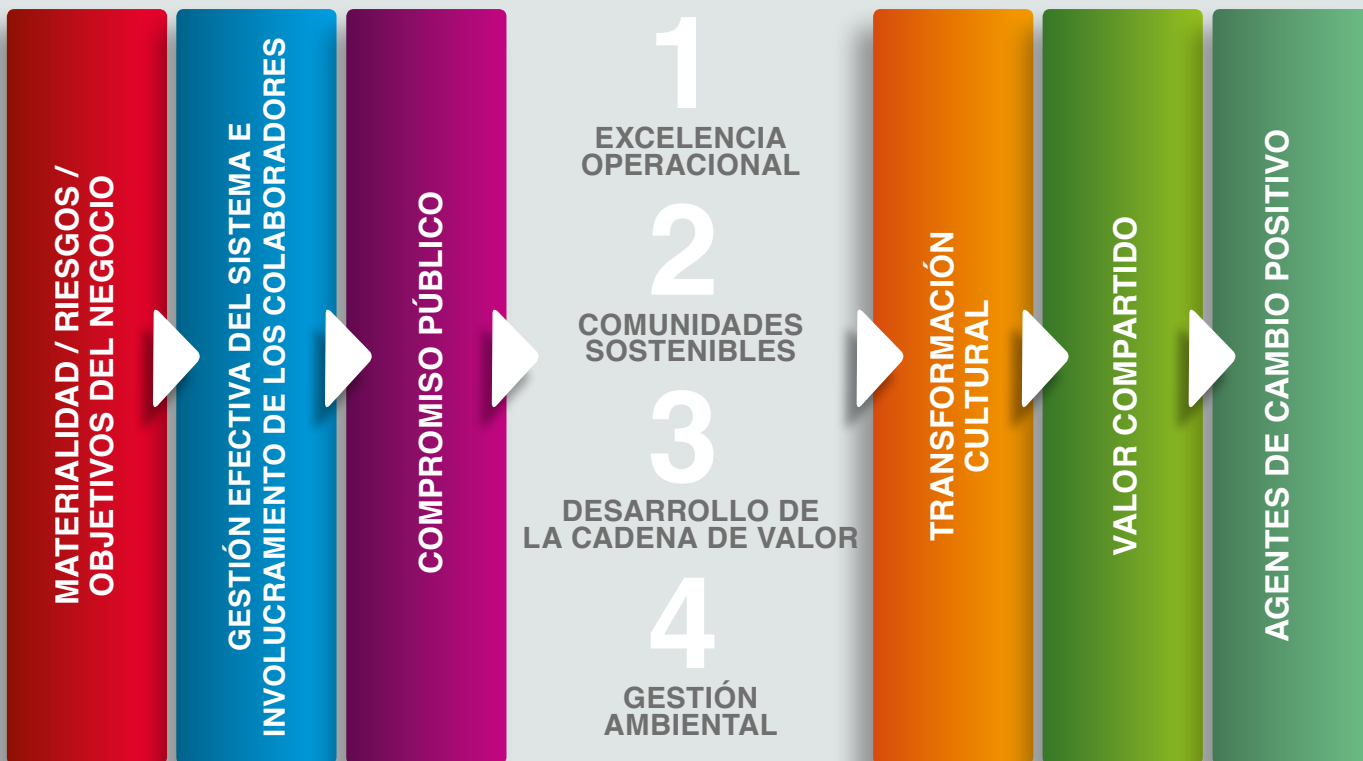 MATERIALIDAD / RIESGOS /
OBJETIVOS DEL NEGOCIO
GESTIÓN EFECTIVA DEL SISTEMA E
INVOLUCRAMIENTO DE LOS COLABORADORES
COMPROMISO PÚBLICO
1
EXCELENCIA
OPERACIONAL
2
COMUNIDADES
SOSTENIBLES
3
DESARROLLO DE
LA CADENA DE VALOR
4
GESTIÓN
AMBIENTAL
TRANSFORMACIÓN
CULTURAL
VALOR COMPARTIDO
AGENTES DE CAMBIO POSITIVO